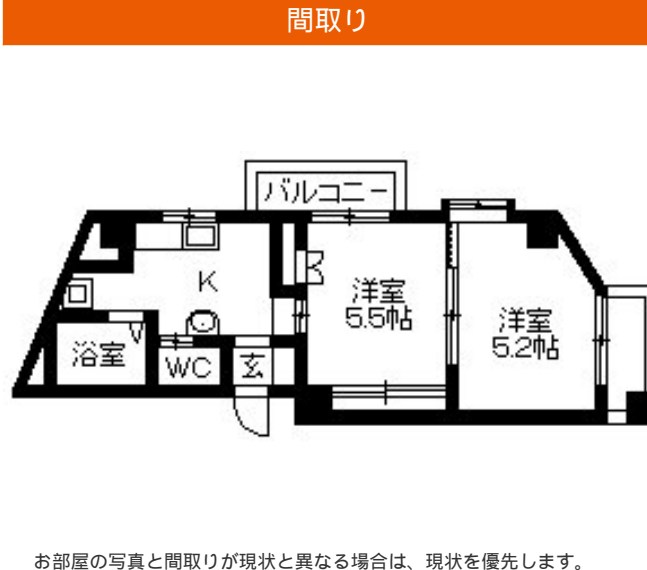 間取り
バルコニー
K
洋室
5.5帖
洋室
5.2帖
浴室
WC
玄
お部屋の写真と間取りが現状と異なる場合は、現状を優先します。